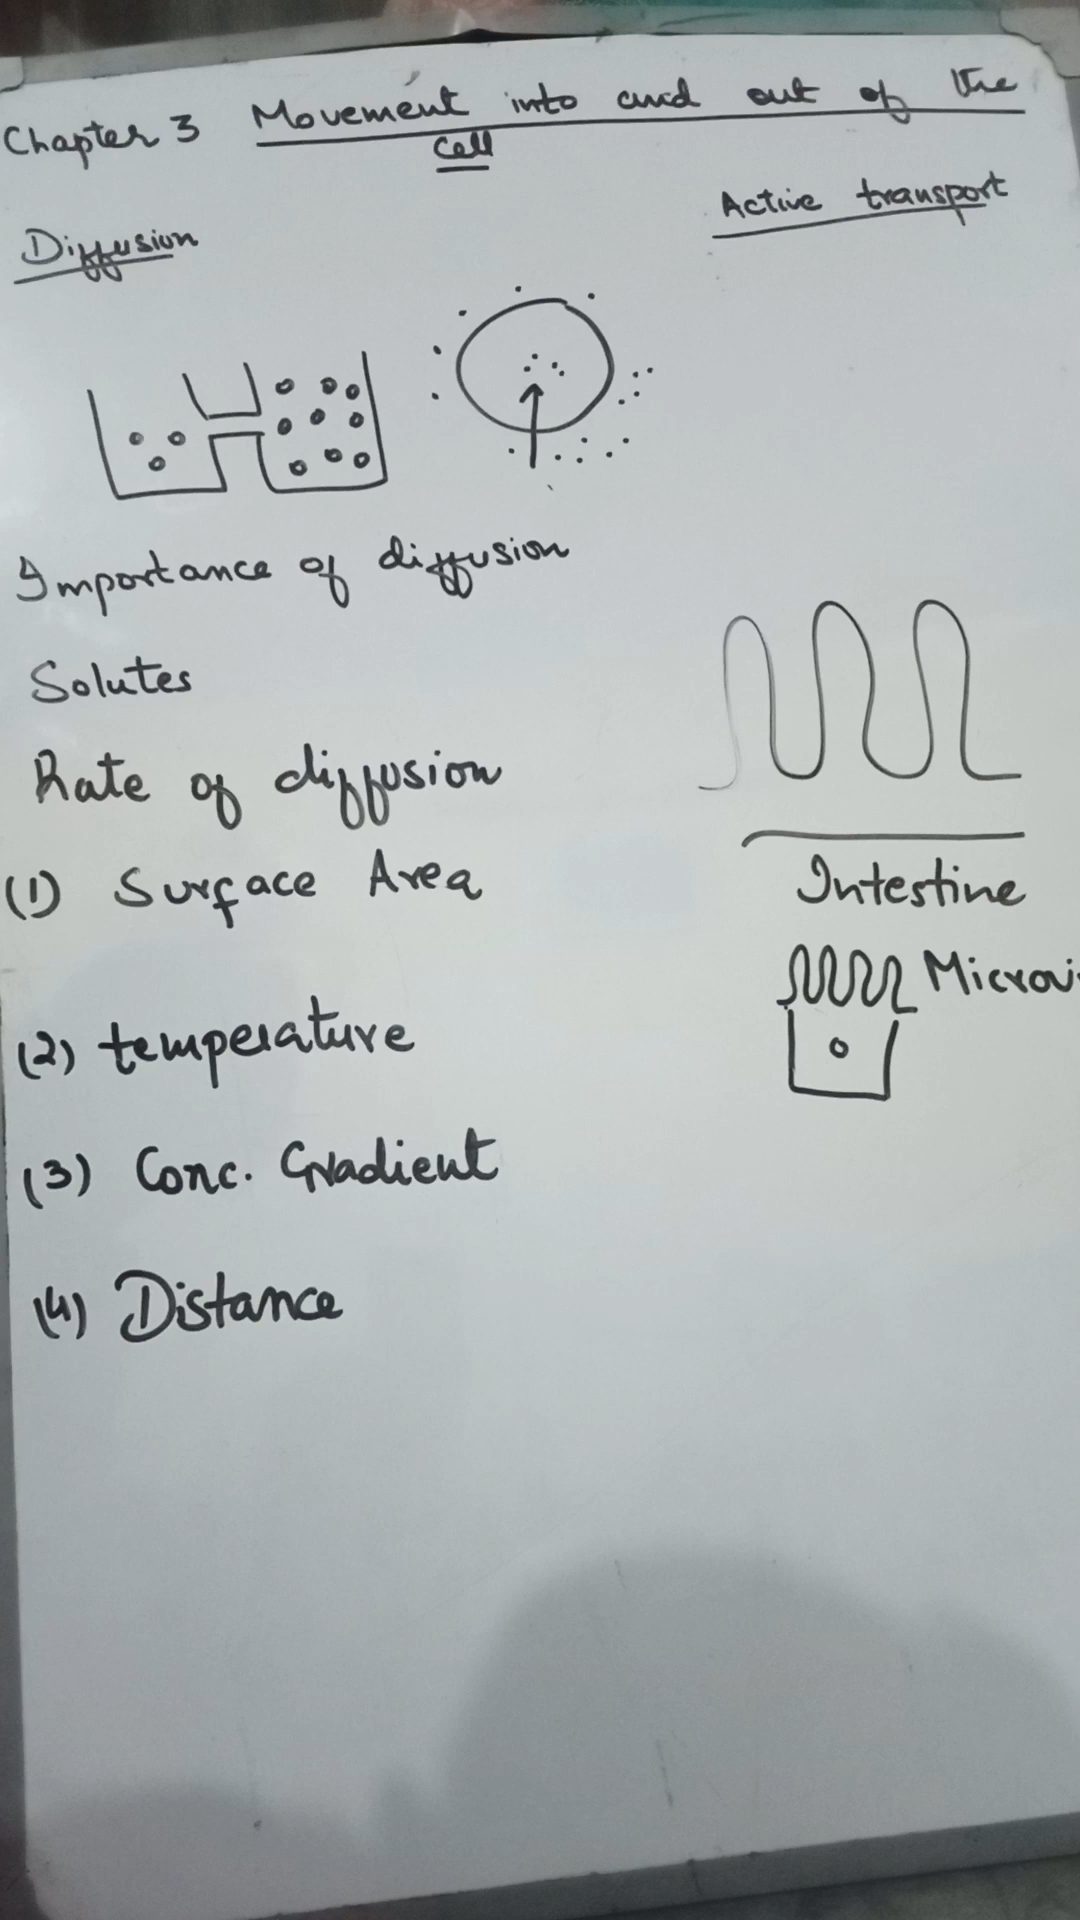 Chapter 3 Movement into and out of the
cell
Active transport
Diffusion
Importance of diffusion
Solutes
Rate of diffusion
(1) Surface Area
Intestine
Microvi
(2) temperature
(3) Conc. Gradient
(4) Distance